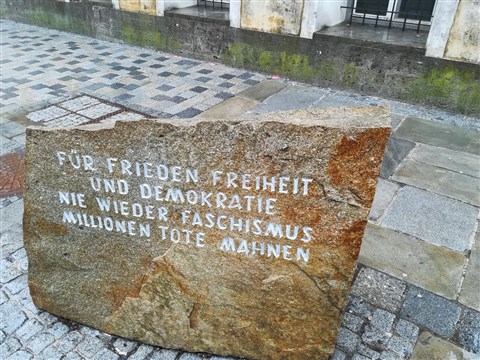 FÜR FRIEDEN FREIHEIT
UND DEMOKRATIE
NIE WIEDER FASCHISMUS
MILLIONEN TOTE MAHNEN